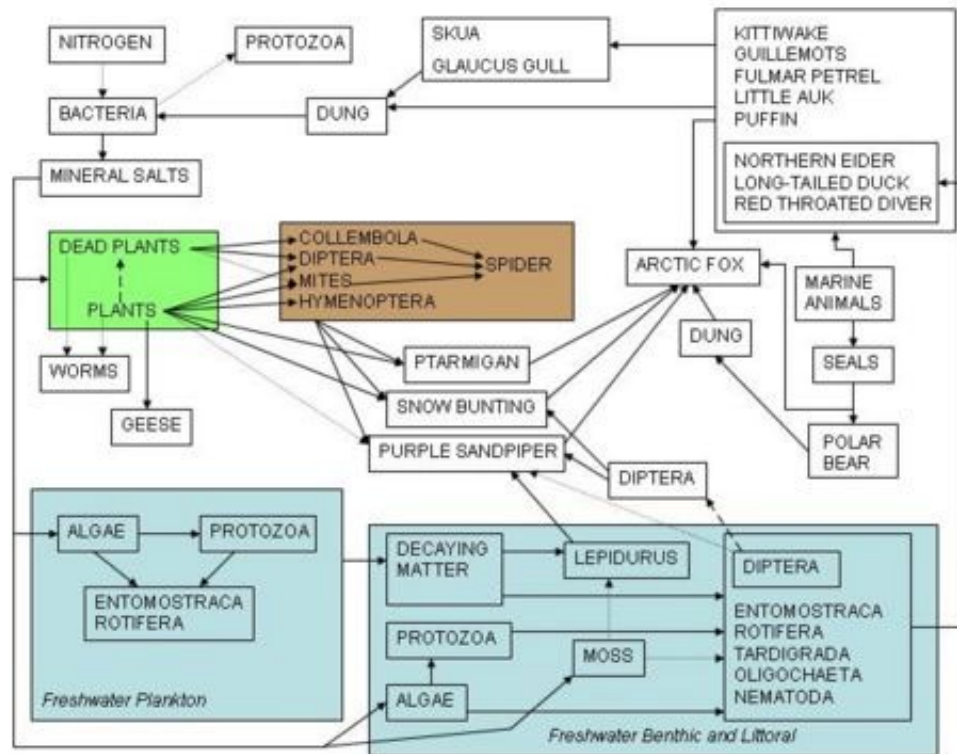 NITROGEN
PROTOZOA
SKUA
GLAUCUS GULL
KITTIWAKE
GUILLEMOTS
FULMAR PETREL
LITTLE AUK
PUFFIN
BACTERIA
DUNG
MINERAL SALTS
NORTHERN EIDER
LONG-TAILED DUCK
RED THROATED DIVER
DEAD PLANTS
PLANTS
COLLEMBOLA
DIPTERA
MITES
HYMENOPTERA
SPIDER
ARCTIC FOX
MARINE
ANIMALS
DUNG
SEALS
WORMS
PTARMIGAN
GEESE
SNOW BUNTING
PURPLE SANDPIPER
POLAR
BEAR
DIPTERA
ALGAE
PROTOZOA
ENTOMOSTRACA
ROTIFERA
Freshwater Plankton
DECAYING
MATTER
LEPIDURUS
DIPTERA
PROTOZOA
MOSS
ALGAE
ENTOMOSTRACA
ROTIFERA
TARDIGRADA
OLIGOCHAETA
NEMATODA
Freshwater Benthic and Littoral